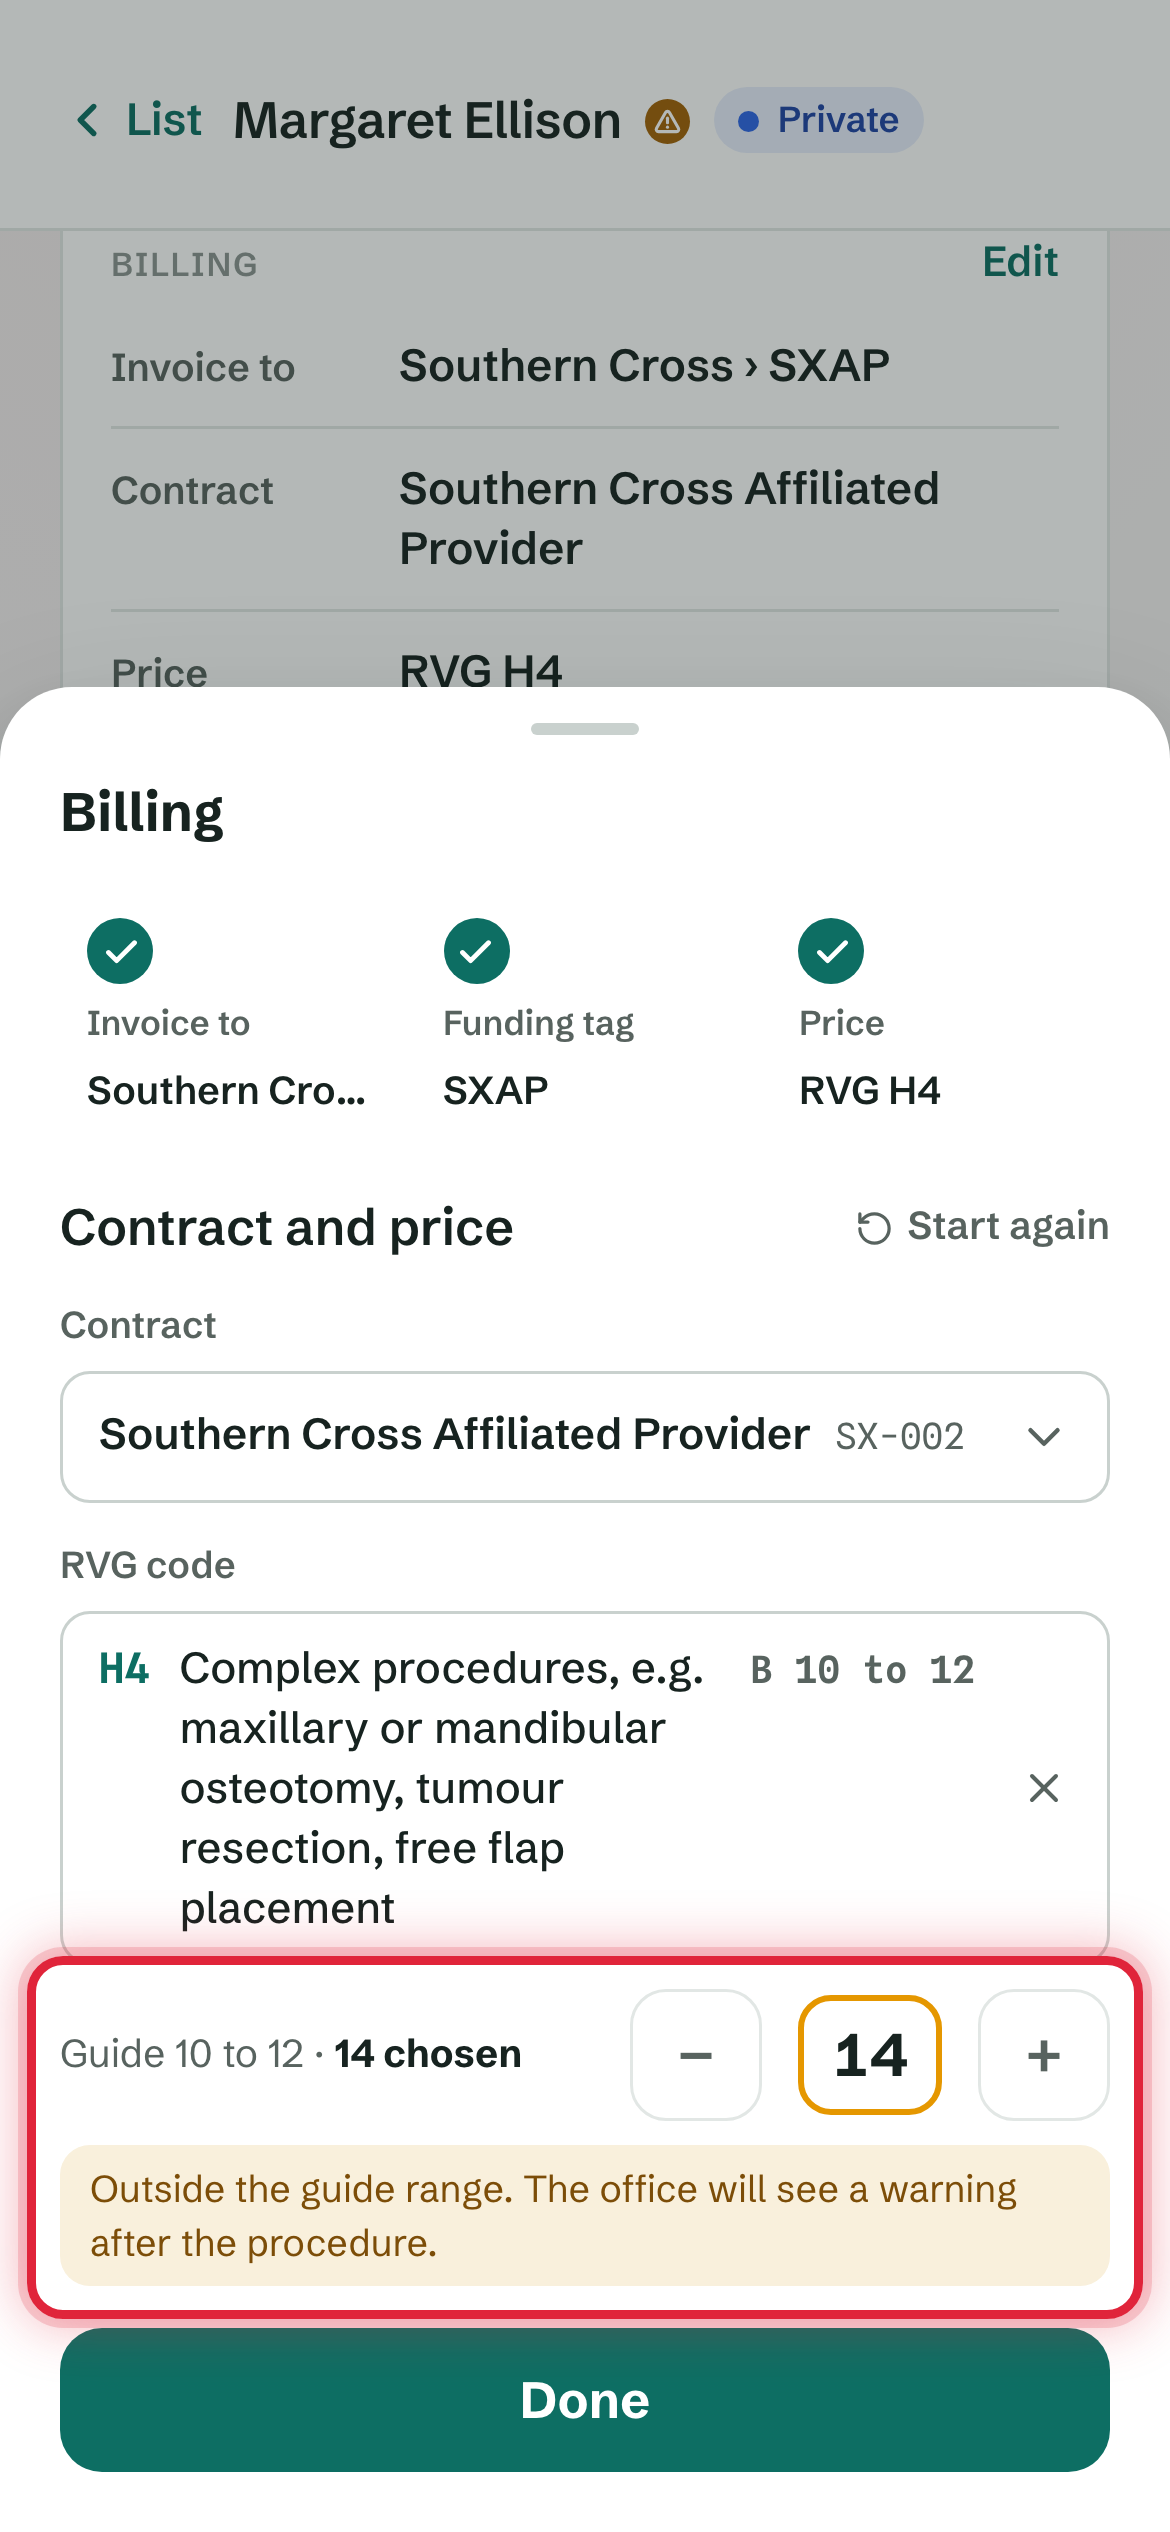 List Margaret Ellison Private
BILLING Edit
Invoice to Southern Cross › SXAP
Contract Southern Cross Affiliated
Provider
Price RVG H4
Billing
Invoice to Funding tag Price
Southern Cro... SXAP RVG H4
Contract and price Start again
Contract
Southern Cross Affiliated Provider SX-002
RVG code
H4 Complex procedures, e.g. B 10 to 12
maxillary or mandibular
osteotomy, tumour
resection, free flap
placement
Guide 10 to 12 · 14 chosen − 14 +
Outside the guide range. The office will see a warning
after the procedure.
Done